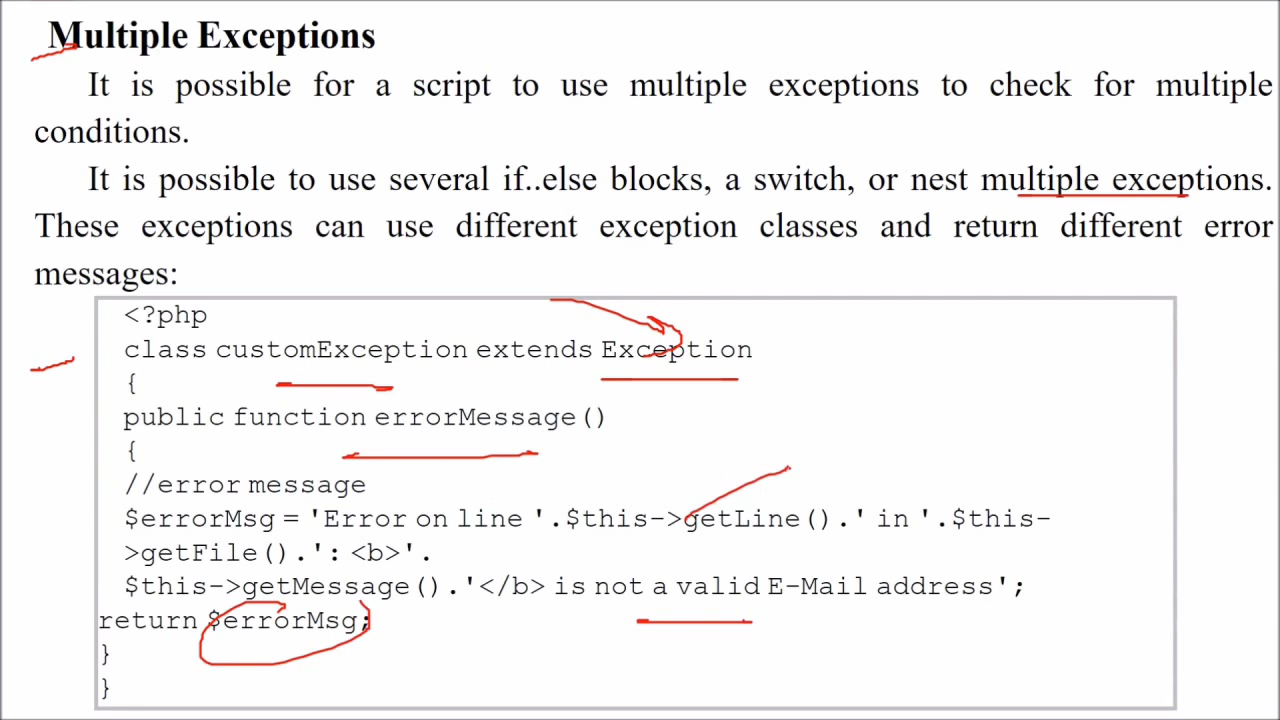 Multiple Exceptions
It is possible for a script to use multiple exceptions to check for multiple
conditions.
It is possible to use several if..else blocks, a switch, or nest multiple exceptions.
These exceptions can use different exception classes and return different error
messages:
<?php
class customException extends Exception
{
public function errorMessage()
{
//error message
$errorMsg = 'Error on line '.$this->getLine().' in '.$this-
>getFile().': <b>'.
$this->getMessage().'</b> is not a valid E-Mail address';
return $errorMsg;
}
}